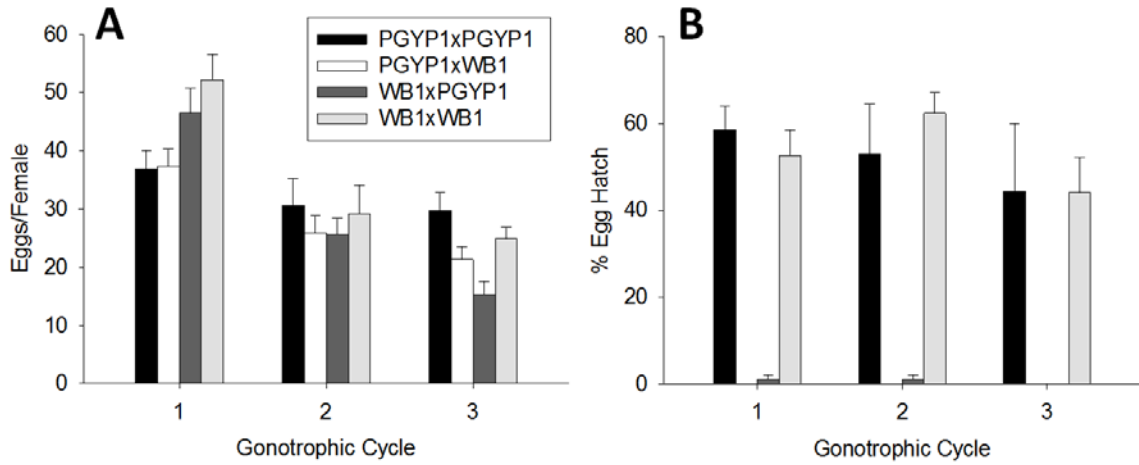 A
Eggs/Female
60
50
40
30
20
10
0
PGYP1xPGYP1
PGYP1xWB1
WB1xPGYP1
WB1xWB1
1 2 3
Gonotrophic Cycle
B
% Egg Hatch
80
60
40
20
0
1 2 3
Gonotrophic Cycle